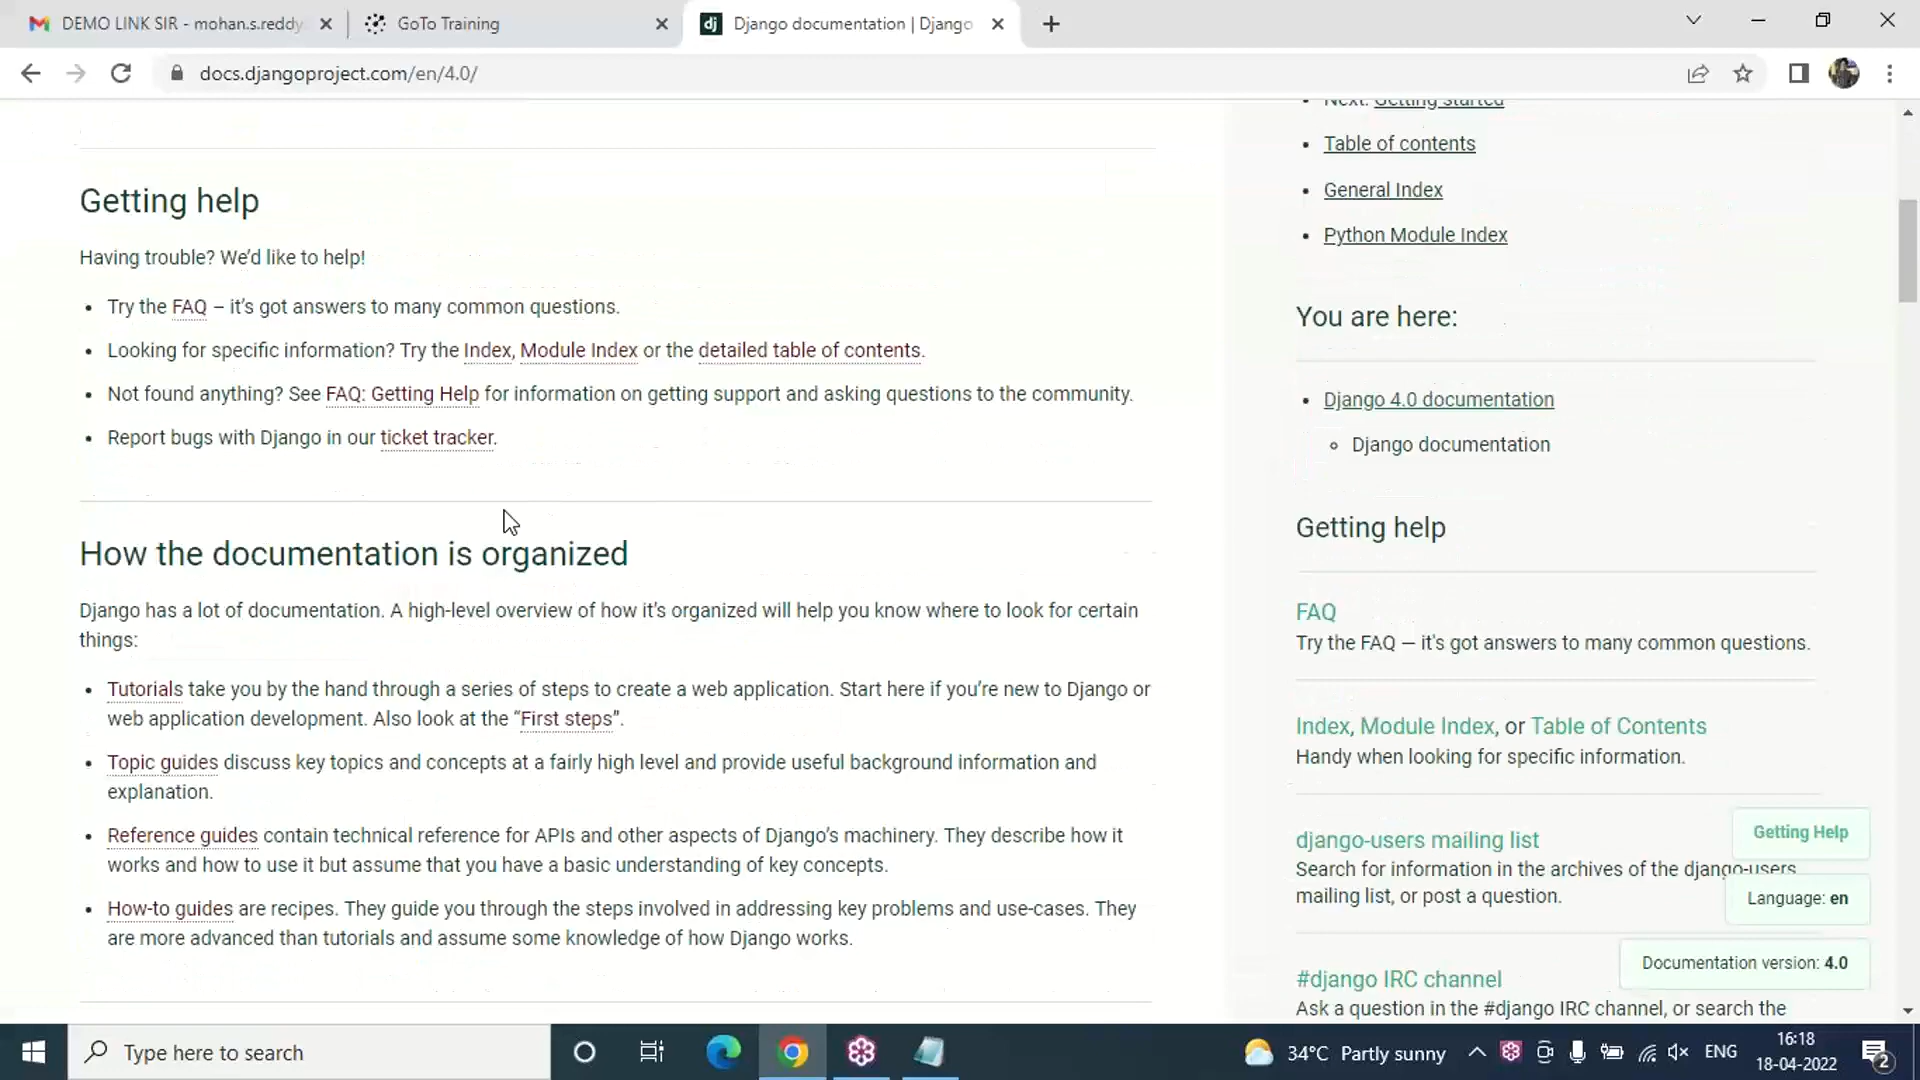 DEMO LINK SIR - mohan.s.reddy
GoTo Training
Django documentation | Django
docs.djangoproject.com/en/4.0/
Getting help
Having trouble? We’d like to help!
• Try the FAQ – it’s got answers to many common questions.
• Looking for specific information? Try the Index, Module Index or the detailed table of contents.
• Not found anything? See FAQ: Getting Help for information on getting support and asking questions to the community.
• Report bugs with Django in our ticket tracker.
How the documentation is organized
Django has a lot of documentation. A high-level overview of how it’s organized will help you know where to look for certain
things:
• Tutorials take you by the hand through a series of steps to create a web application. Start here if you’re new to Django or
web application development. Also look at the “First steps”.
• Topic guides discuss key topics and concepts at a fairly high level and provide useful background information and
explanation.
• Reference guides contain technical reference for APIs and other aspects of Django’s machinery. They describe how it
works and how to use it but assume that you have a basic understanding of key concepts.
• How-to guides are recipes. They guide you through the steps involved in addressing key problems and use-cases. They
are more advanced than tutorials and assume some knowledge of how Django works.
• Next: Getting started
• Table of contents
• General Index
• Python Module Index
You are here:
• Django 4.0 documentation
Django documentation
Getting help
FAQ
Try the FAQ — it's got answers to many common questions.
Index, Module Index, or Table of Contents
Handy when looking for specific information.
django-users mailing list
Search for information in the archives of the django-users
mailing list, or post a question.
#django IRC channel
Ask a question in the #django IRC channel, or search the
Getting Help
Language: en
Documentation version: 4.0
Type here to search
34°C Partly sunny
ENG
16:18
18-04-2022
2